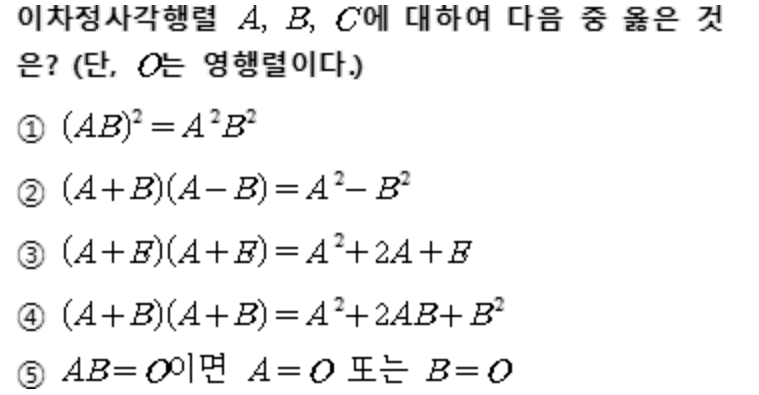 이차정사각행렬 A, B, C에 대하여 다음 중 옳은 것
은? (단, O는 영행렬이다.)
① (AB)² = A²B²
② (A+B)(A−B) = A²− B²
③ (A+E)(A+E) = A²+2A+E
④ (A+B)(A+B) = A²+2AB+B²
⑤ AB= O이면 A= O 또는 B= O